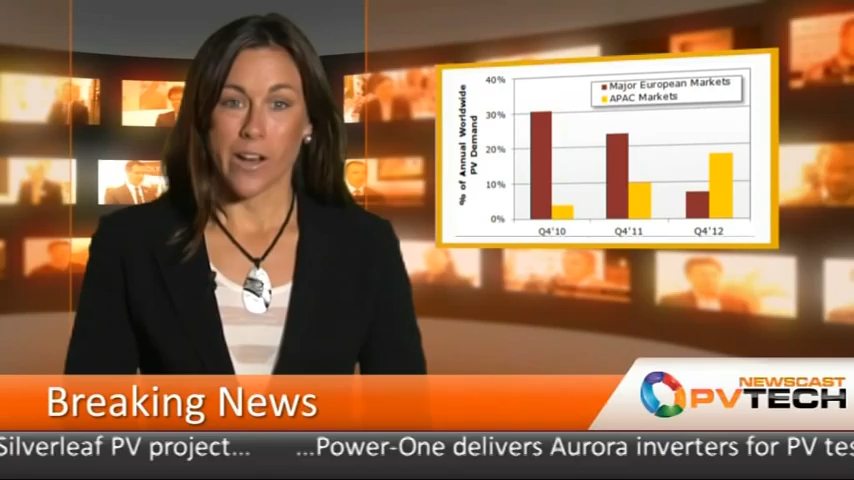 40%
30%
20%
10%
0%
% of Annual Worldwide
PV Demand
Major European Markets
APAC Markets
Q4'10
Q4'11
Q4'12
Breaking News
NEWSCAST
PVTECH
Silverleaf PV project... ...Power-One delivers Aurora inverters for PV tes